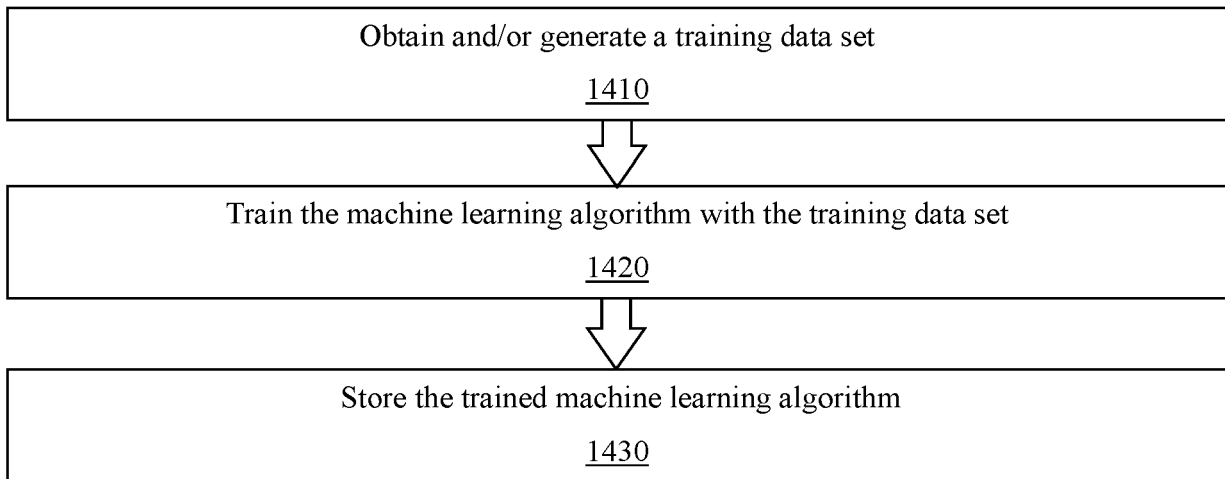 Obtain and/or generate a training data set
1410
Train the machine learning algorithm with the training data set
1420
Store the trained machine learning algorithm
1430